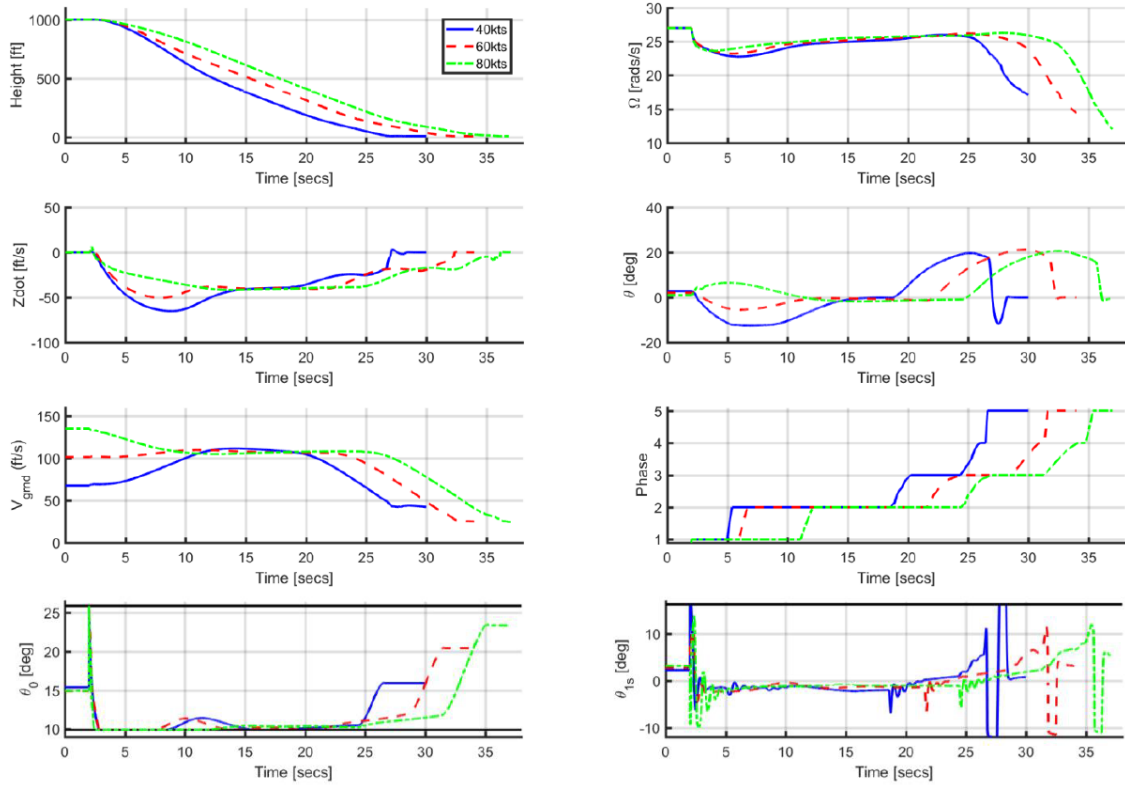 1000
500
0
Height [ft]
40kts
60kts
80kts
0 5 10 15 20 25 30 35
Time [secs]
30
25
20
15
10
Ω [rads/s]
0 5 10 15 20 25 30 35
Time [secs]
50
0
-50
-100
Zdot [ft/s]
0 5 10 15 20 25 30 35
Time [secs]
40
20
0
-20
θ [deg]
0 5 10 15 20 25 30 35
Time [secs]
150
100
50
0
Vgrnd (ft/s)
0 5 10 15 20 25 30 35
Time [secs]
5
4
3
2
1
Phase
0 5 10 15 20 25 30 35
Time [secs]
25
20
15
10
θ0 [deg]
0 5 10 15 20 25 30 35
Time [secs]
10
0
-10
θ1s [deg]
0 5 10 15 20 25 30 35
Time [secs]